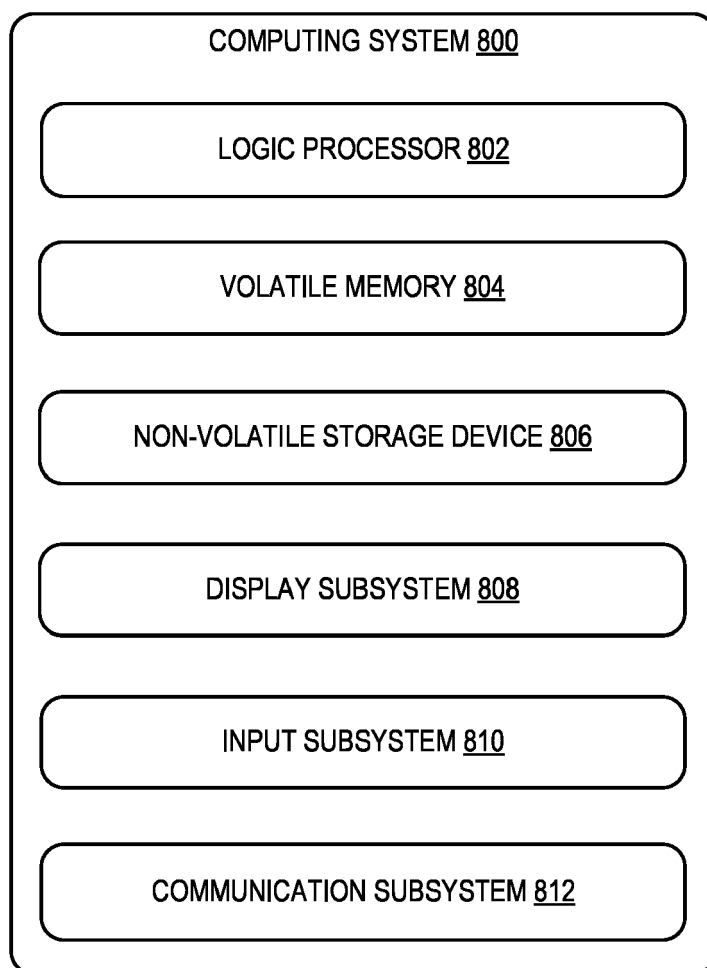 COMPUTING SYSTEM 800
LOGIC PROCESSOR 802
VOLATILE MEMORY 804
NON-VOLATILE STORAGE DEVICE 806
DISPLAY SUBSYSTEM 808
INPUT SUBSYSTEM 810
COMMUNICATION SUBSYSTEM 812